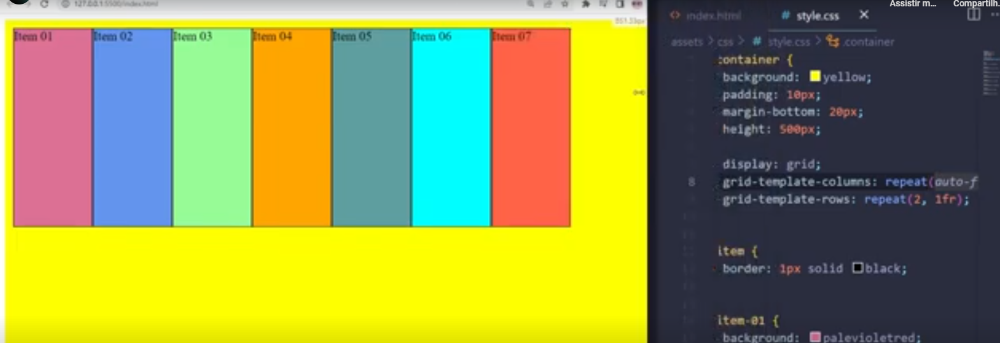 127.0.0.1:5500/index.html
Assistir m... Compartilh.
851.33px
Item 01 Item 02 Item 03 Item 04 Item 05 Item 06 Item 07
index.html # style.css ×
assets > css > # style.css > .container
container {
background: yellow;
padding: 10px;
margin-bottom: 20px;
height: 500px;
display: grid;
8 grid-template-columns: repeat(auto-f
grid-template-rows: repeat(2, 1fr);
item {
border: 1px solid black;
item-01 {
background: palevioletred;